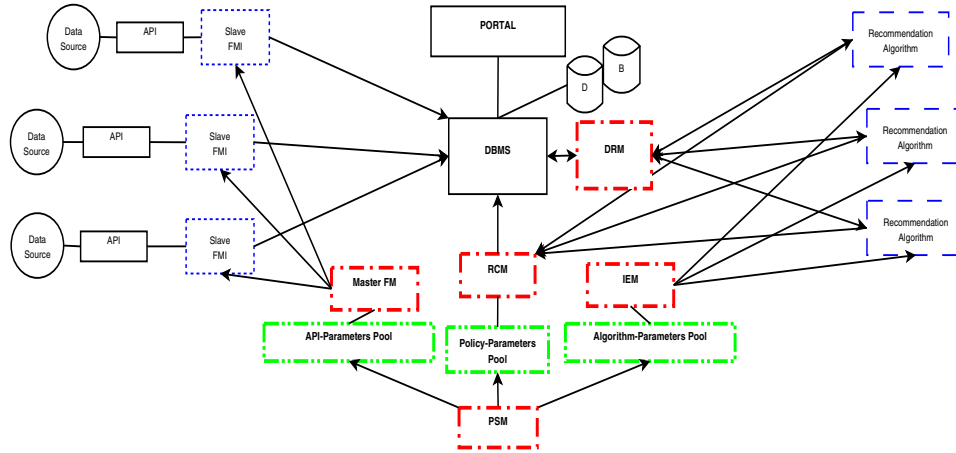 Data
Source
API
Slave
FMI
PORTAL
D
B
Recommendation
Algorithm
Data
Source
API
Slave
FMI
DBMS
DRM
Recommendation
Algorithm
Data
Source
API
Slave
FMI
Recommendation
Algorithm
Master FM
RCM
IEM
API-Parameters Pool
Policy-Parameters
Pool
Algorithm-Parameters Pool
PSM